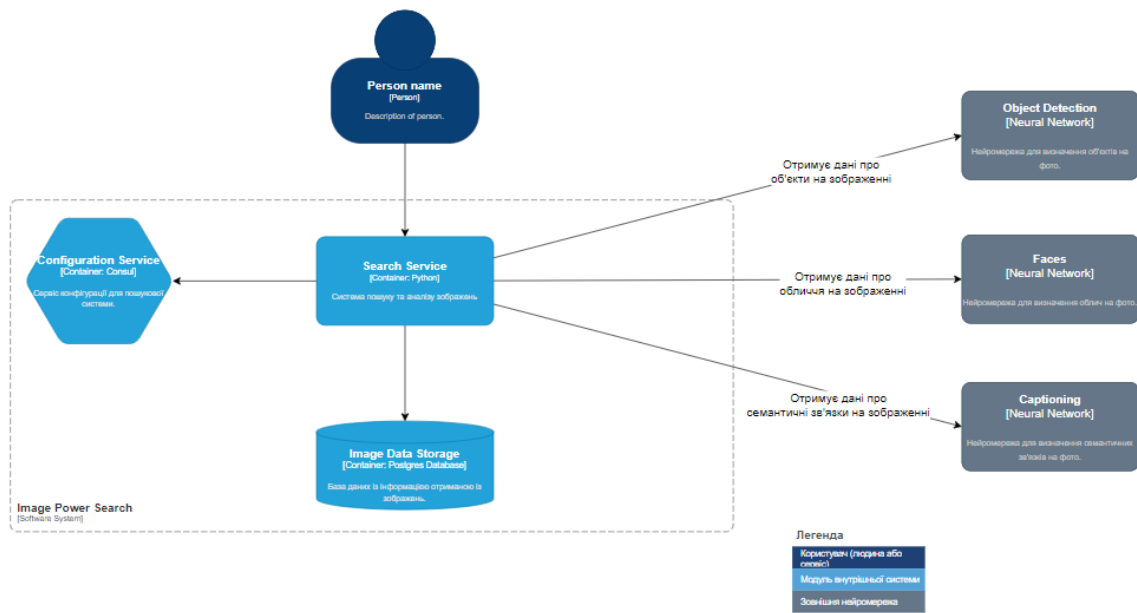 Person name
[Person]
Description of person.
Object Detection
[Neural Network]
Нейромережа для визначення об'єктів на
фото.
Отримує дані про
об'єкти на зображенні
Configuration Service
[Container: Consul]
Сервіс конфігурації для пошукової
системи.
Search Service
[Container: Python]
Система пошуку та аналізу зображень
Отримує дані про
обличчя на зображенні
Faces
[Neural Network]
Нейромережа для визначення облич на фото.
Отримує дані про
семантичні зв'язки на зображенні
Captioning
[Neural Network]
Нейромережа для визначення семантичних
зв'язків на фото.
Image Data Storage
[Container: Postgres Database]
База даних із інформацією отриманою із
зображень.
Image Power Search
[Software System]
Легенда
Користувач (людина або
сервіс)
Модуль внутрішньої системи
Зовнішня нейромережа